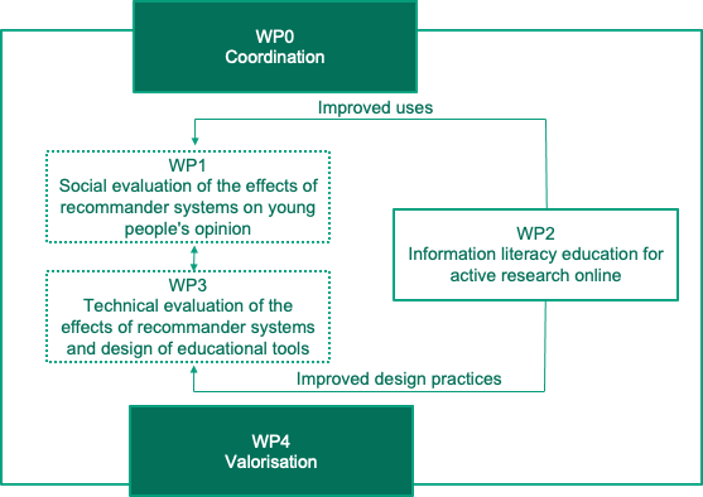 WP0
Coordination
Improved uses
WP1
Social evaluation of the effects of
recommander systems on young
people's opinion
WP2
Information literacy education for
active research online
WP3
Technical evaluation of the
effects of recommander systems
and design of educational tools
Improved design practices
WP4
Valorisation